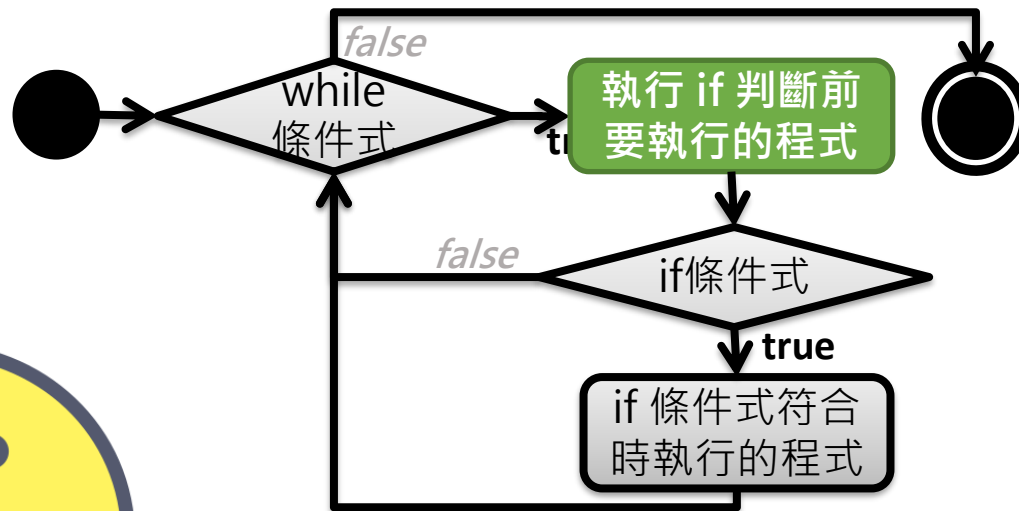 false
while
條件式
執行 if 判斷前
要執行的程式
false
if條件式
true
if 條件式符合
時執行的程式